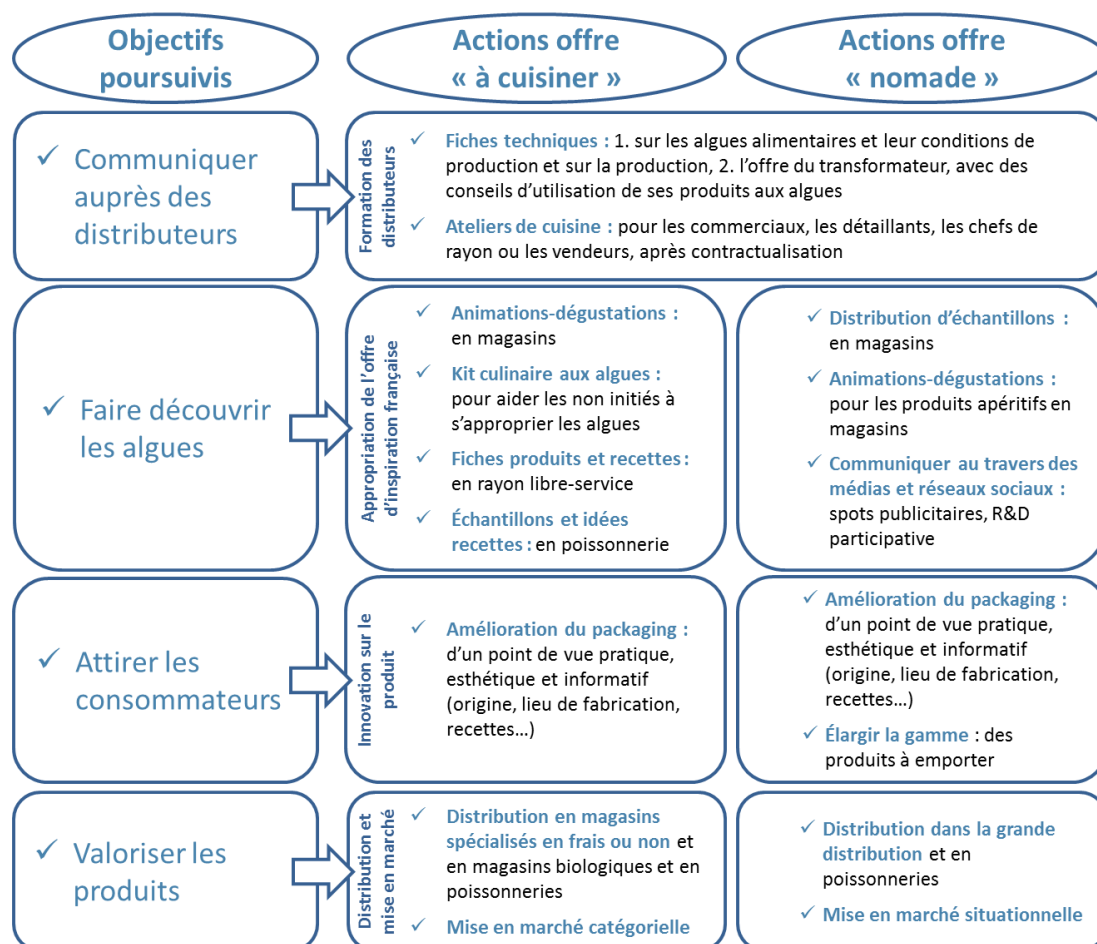 Objectifs
poursuivis
Actions offre
« à cuisiner »
Actions offre
« nomade »
✓ Communiquer
auprès des
distributeurs
Formation des
distributeurs
✓ Fiches techniques : 1. sur les algues alimentaires et leur conditions de
production et sur la production, 2. l’offre du transformateur, avec des
conseils d’utilisation de ses produits aux algues
✓ Ateliers de cuisine : pour les commerciaux, les détaillants, les chefs de
rayon ou les vendeurs, après contractualisation
✓ Faire découvrir
les algues
Appropriation de l’offre
d’inspiration française
✓ Animations-dégustations :
en magasins
✓ Kit culinaire aux algues :
pour aider les non initiés à
s’approprier les algues
✓ Fiches produits et recettes :
en rayon libre-service
✓ Échantillons et idées
recettes : en poissonnerie
✓ Distribution d’échantillons :
en magasins
✓ Animations-dégustations :
pour les produits apéritifs en
magasins
✓ Communiquer au travers des
médias et réseaux sociaux :
spots publicitaires, R&D
participative
✓ Attirer les
consommateurs
Innovation sur le
produit
✓ Amélioration du packaging :
d’un point de vue pratique,
esthétique et informatif
(origine, lieu de fabrication,
recettes…)
✓ Amélioration du packaging :
d’un point de vue pratique,
esthétique et informatif
(origine, lieu de fabrication,
recettes…)
✓ Élargir la gamme : des
produits à emporter
✓ Valoriser les
produits
Distribution et
mise en marché
✓ Distribution en magasins
spécialisés en frais ou non et
en magasins biologiques et en
poissonneries
✓ Mise en marché catégorielle
✓ Distribution dans la grande
distribution et en
poissonneries
✓ Mise en marché situationnelle